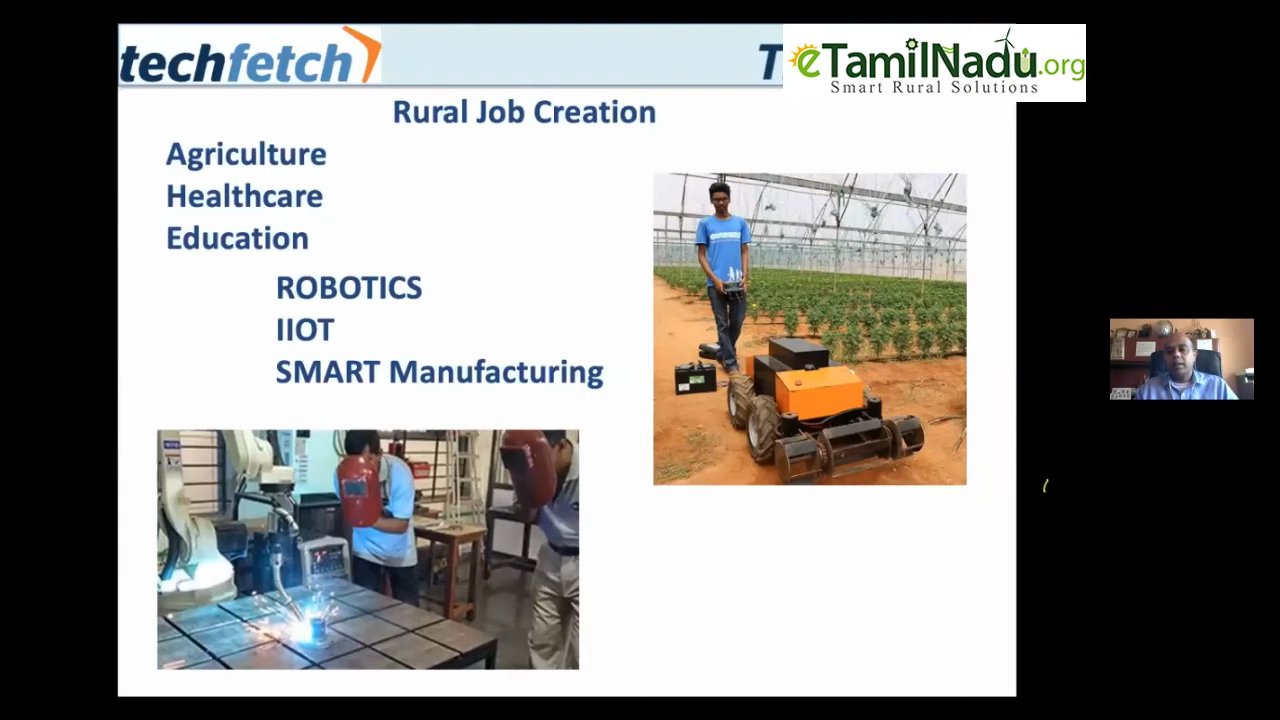 techfetch
T
eTamilNadu.org
Smart Rural Solutions
Rural Job Creation
Agriculture
Healthcare
Education
ROBOTICS
IIOT
SMART Manufacturing